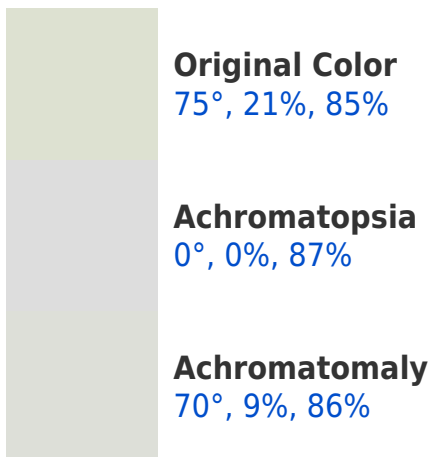 Original Color
75°, 21%, 85%
Achromatopsia
0°, 0%, 87%
Achromatomaly
70°, 9%, 86%